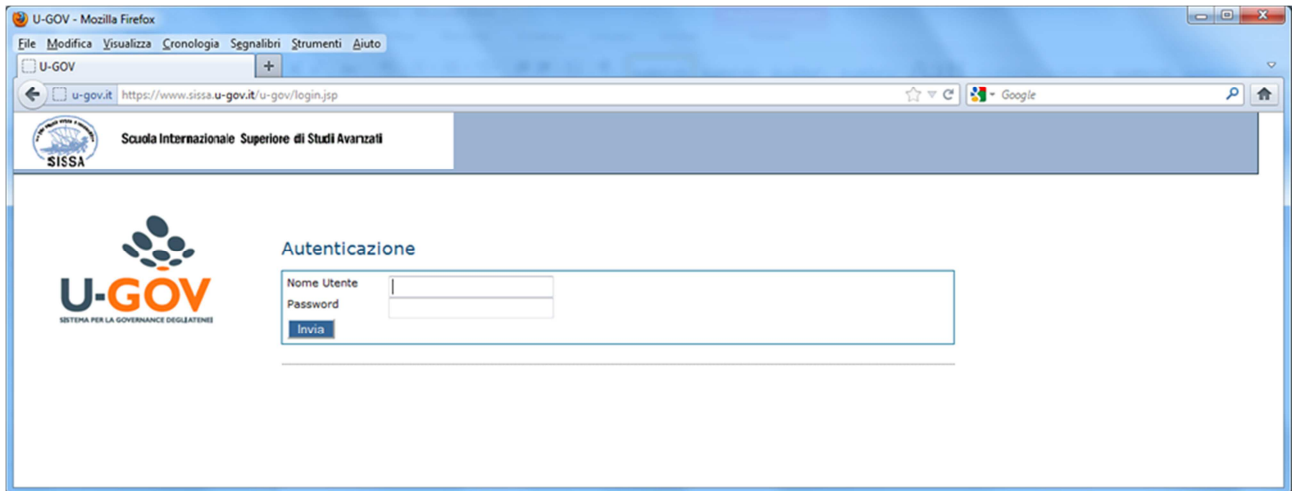 U-GOV - Mozilla Firefox
File Modifica Visualizza Cronologia Segnalibri Strumenti Aiuto
U-GOV
u-gov.it https://www.sissa.u-gov.it/u-gov/login.jsp Google
Scuola Internazionale Superiore di Studi Avanzati
SISSA
Autenticazione
Nome Utente
Password
Invia
U-GOV
SISTEMA PER LA GOVERNANCE DEGLI ATENEI